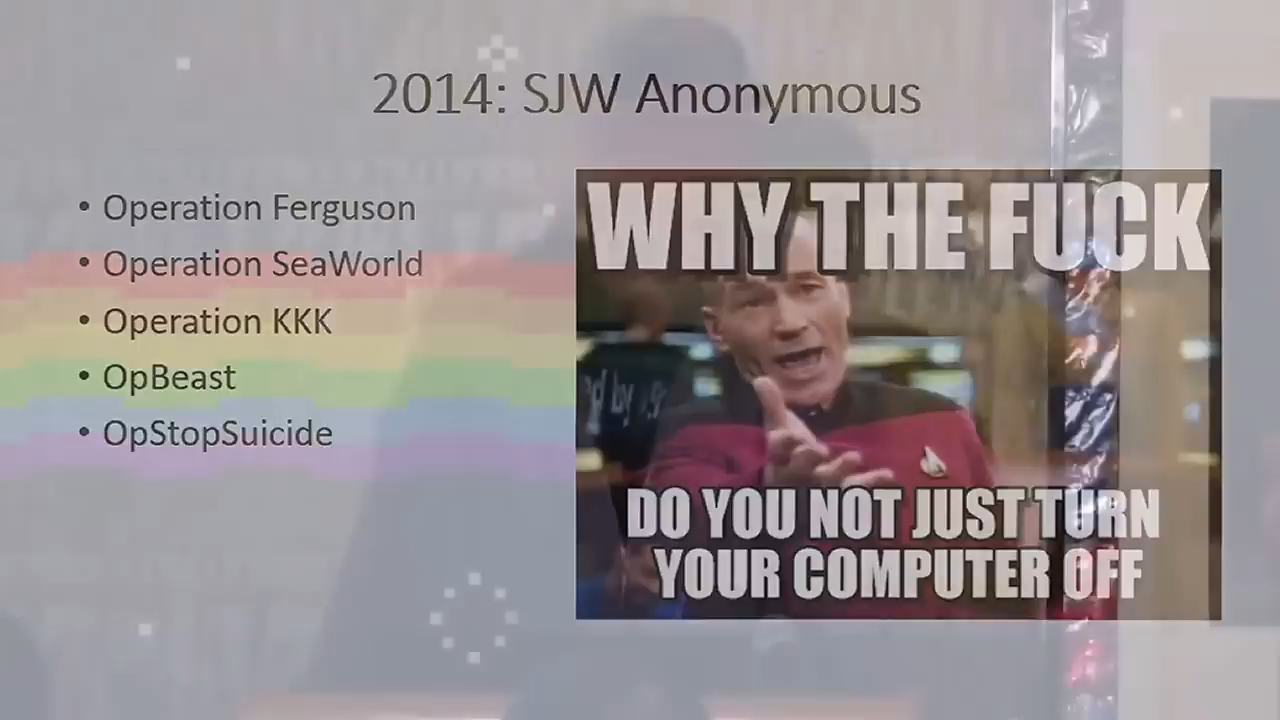 2014: SJW Anonymous
• Operation Ferguson
• Operation SeaWorld
• Operation KKK
• OpBeast
• OpStopSuicide
WHY THE FUCK
DO YOU NOT JUST TURN
YOUR COMPUTER OFF